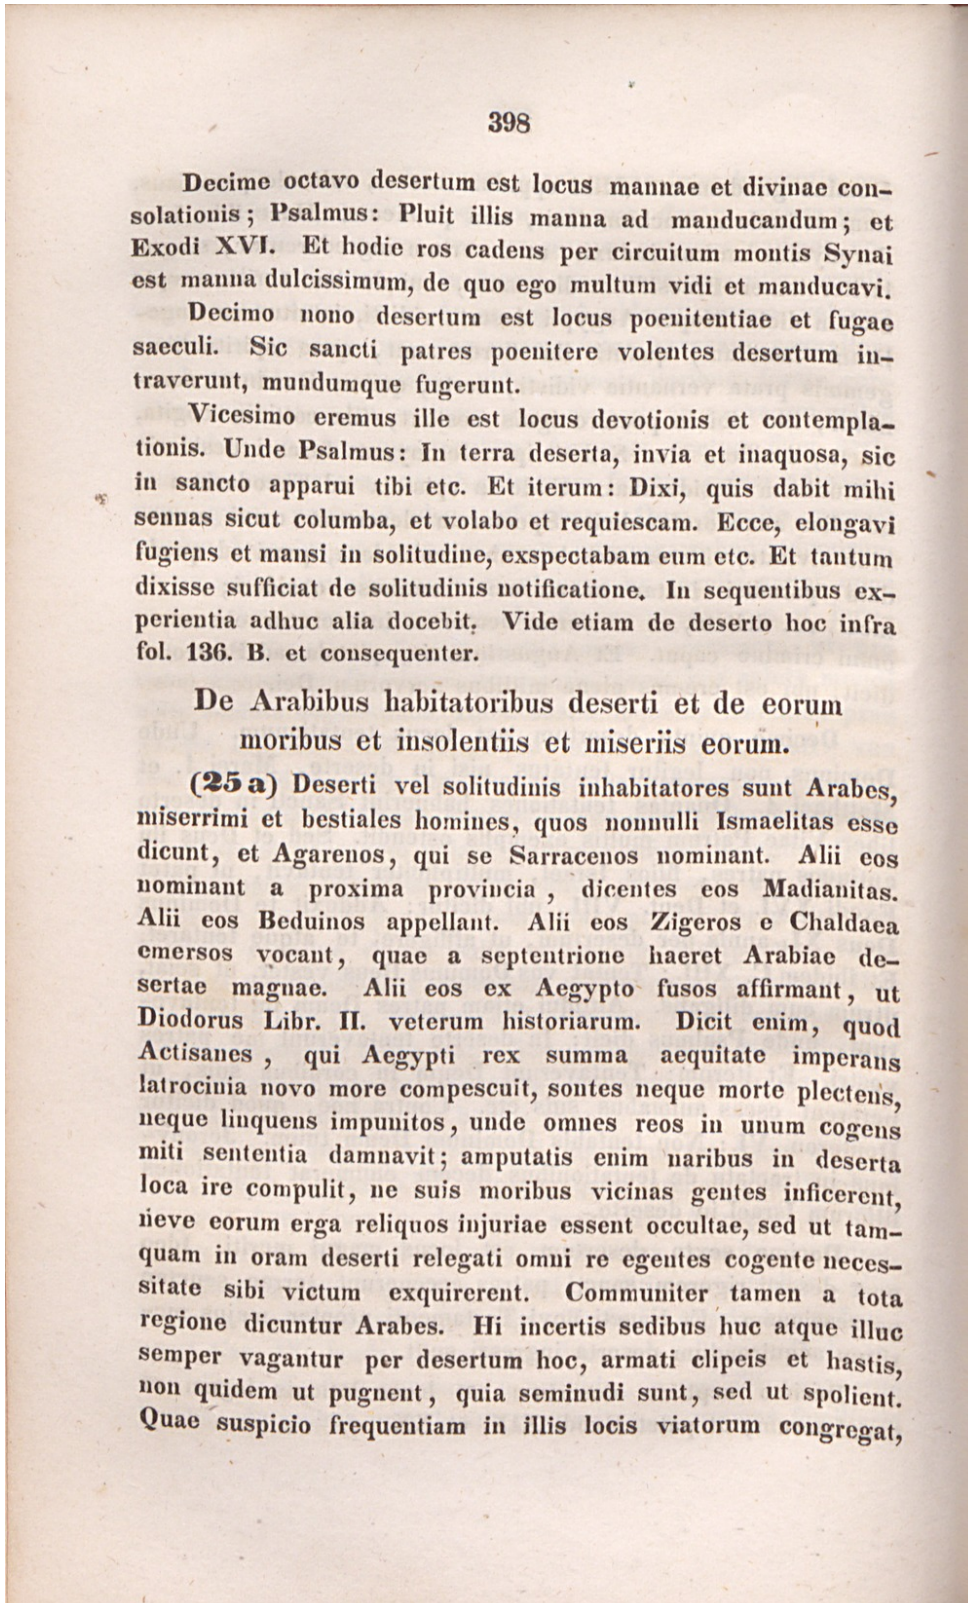 398
Decimo octavo desertum est locus mannae et divinae con-
solationis; Psalmus: Pluit illis manna ad manducandum; et
Exodi XVI. Et hodie ros cadens per circuitum montis Synai
est manna dulcissimum, de quo ego multum vidi et manducavi.
Decimo nono desertum est locus poenitentiae et fugae
saeculi. Sic sancti patres poenitere volentes desertum in-
traverunt, mundumque fugerunt.
Vicesimo eremus ille est locus devotionis et contempla-
tionis. Unde Psalmus: In terra deserta, invia et inaquosa, sic
in sancto apparui tibi etc. Et iterum: Dixi, quis dabit mihi
sennas sicut columba, et volabo et requiescam. Ecce, elongavi
fugiens et mansi in solitudine, exspectabam eum etc. Et tantum
dixisse sufficiat de solitudinis notificatione. In sequentibus ex-
perientia adhuc alia docebit. Vide etiam de deserto hoc infra
fol. 136. B. et consequenter.
De Arabibus habitatoribus deserti et de eorum
moribus et insolentiis et miseriis eorum.
(25 a) Deserti vel solitudinis inhabitatores sunt Arabes,
miserrimi et bestiales homines, quos nonnulli Ismaelitas esse
dicunt, et Agarenos, qui se Sarracenos nominant. Alii eos
nominant a proxima provincia, dicentes eos Madianitas.
Alii eos Beduinos appellant. Alii eos Zigeros e Chaldaea
emersos vocant, quae a septentrione haeret Arabiae de-
sertae magnae. Alii eos ex Aegypto fusos affirmant, ut
Diodorus Libr. II. veterum historiarum. Dicit enim, quod
Actisanes, qui Aegypti rex summa aequitate imperans
latrocinia novo more compescuit, sontes neque morte plectens,
neque linquens impunitos, unde omnes reos in unum cogens
miti sententia damnavit; amputatis enim naribus in deserta
loca ire compulit, ne suis moribus vicinas gentes inficerent,
neve eorum erga reliquos injuriae essent occultae, sed ut tam-
quam in oram deserti relegati omni re egentes cogente neces-
sitate sibi victum exquirerent. Communiter tamen a tota
regione dicuntur Arabes. Hi incertis sedibus huc atque illuc
semper vagantur per desertum hoc, armati clipeis et hastis,
non quidem ut pugnent, quia seminudi sunt, sed ut spolient.
Quae suspicio frequentiam in illis locis viatorum congregat,